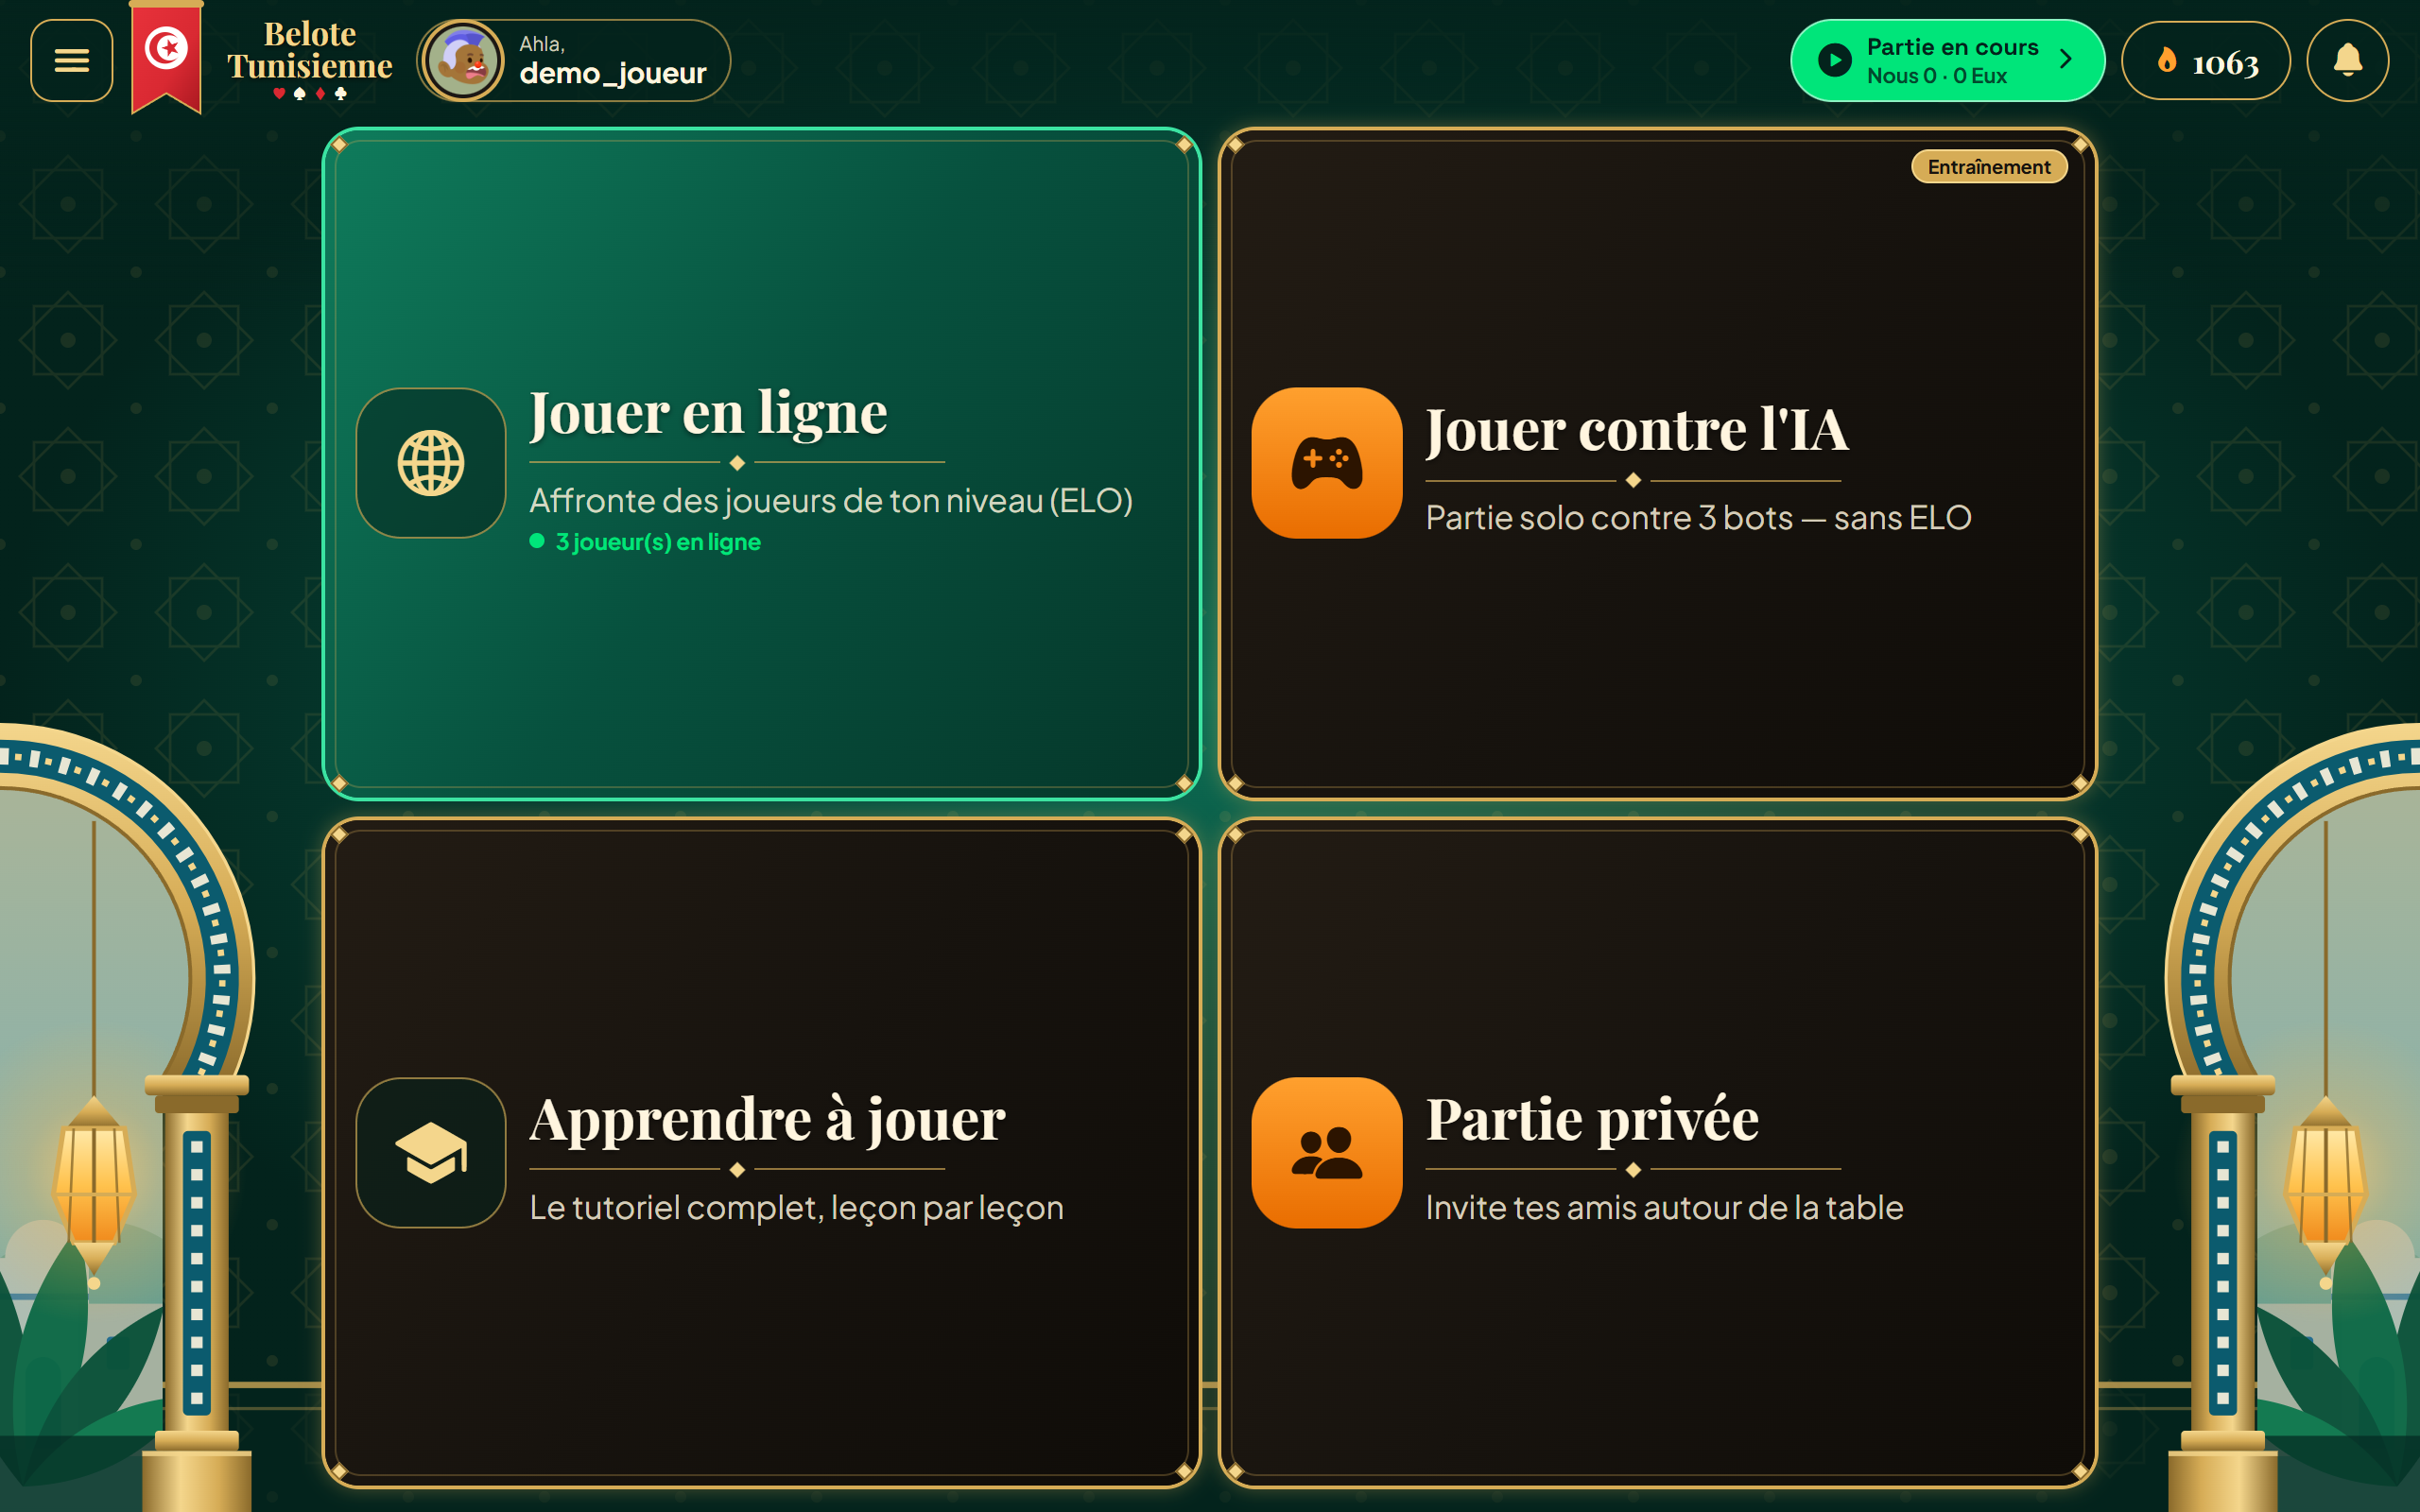 Belote
Tunisienne
Ahla,
demo_joueur
Partie en cours
Nous 0 · 0 Eux
1063
Jouer en ligne
Affronte des joueurs de ton niveau (ELO)
3 joueur(s) en ligne
Entraînement
Jouer contre l'IA
Partie solo contre 3 bots — sans ELO
Apprendre à jouer
Le tutoriel complet, leçon par leçon
Partie privée
Invite tes amis autour de la table